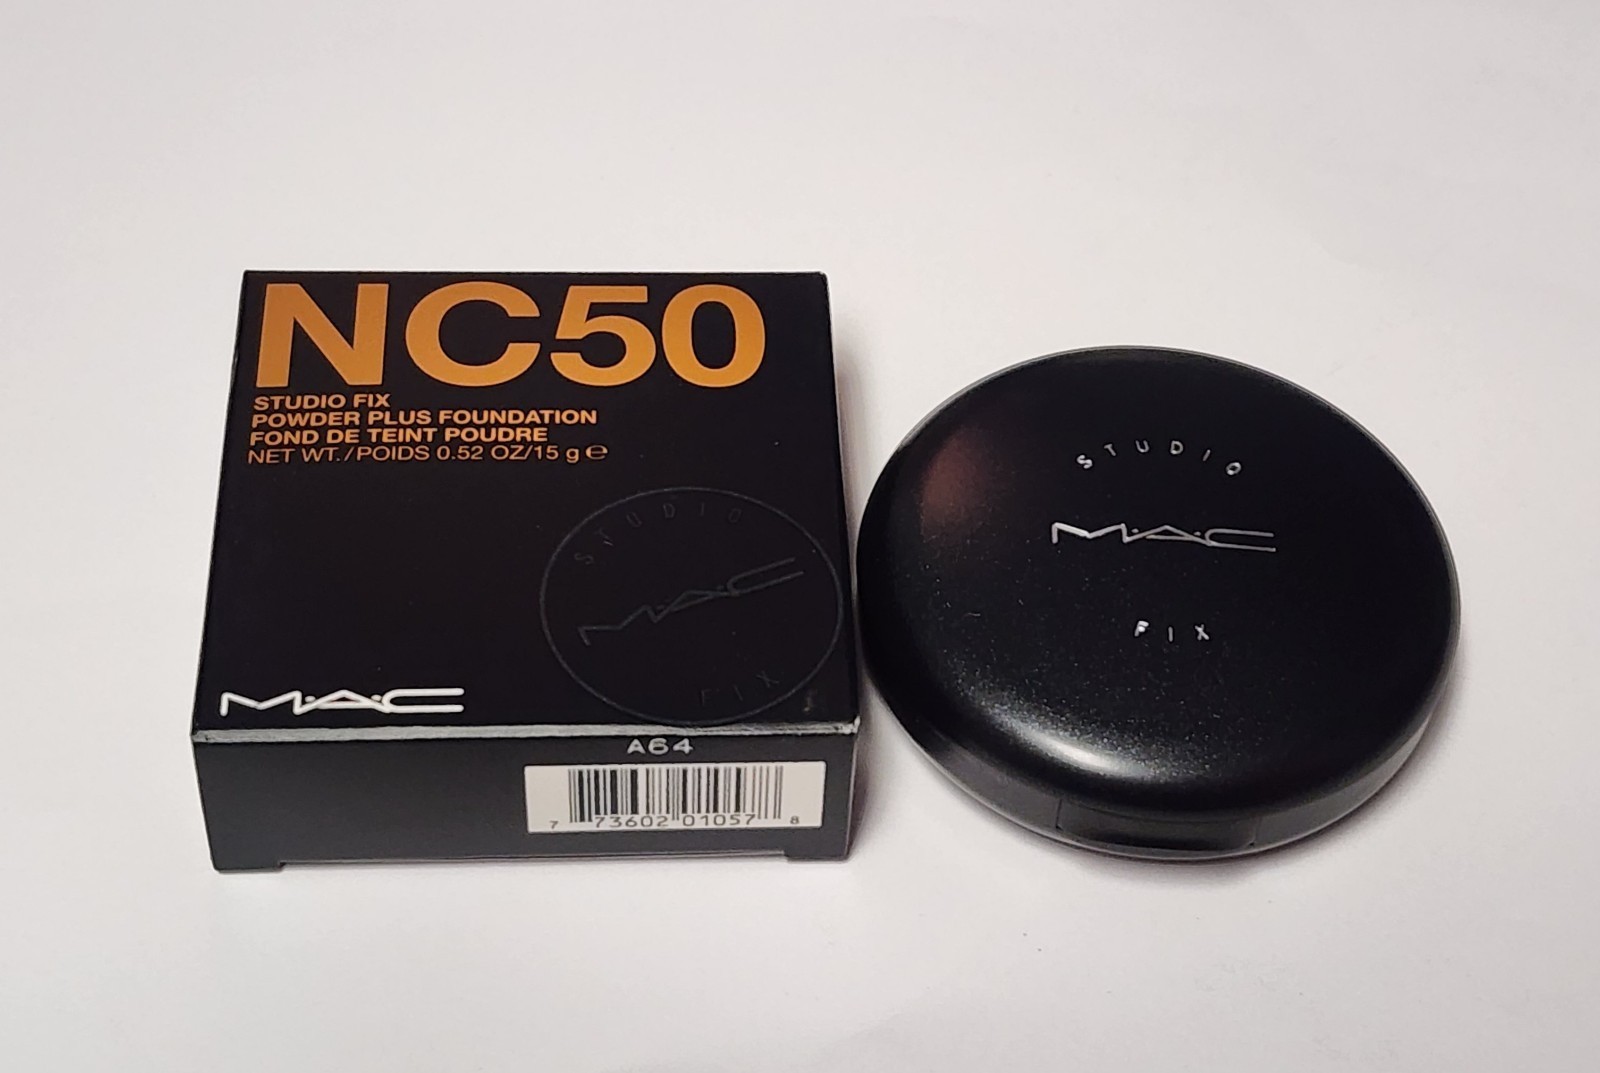 NC50
STUDIO FIX
POWDER PLUS FOUNDATION
FOND DE TEINT POUDRE
NET WT./POIDS 0.52 OZ/15 g ℮
STUDIO
M·A·C
FIX
M·A·C
A64
7 73602 01057 8
STUDIO
M·A·C
FIX